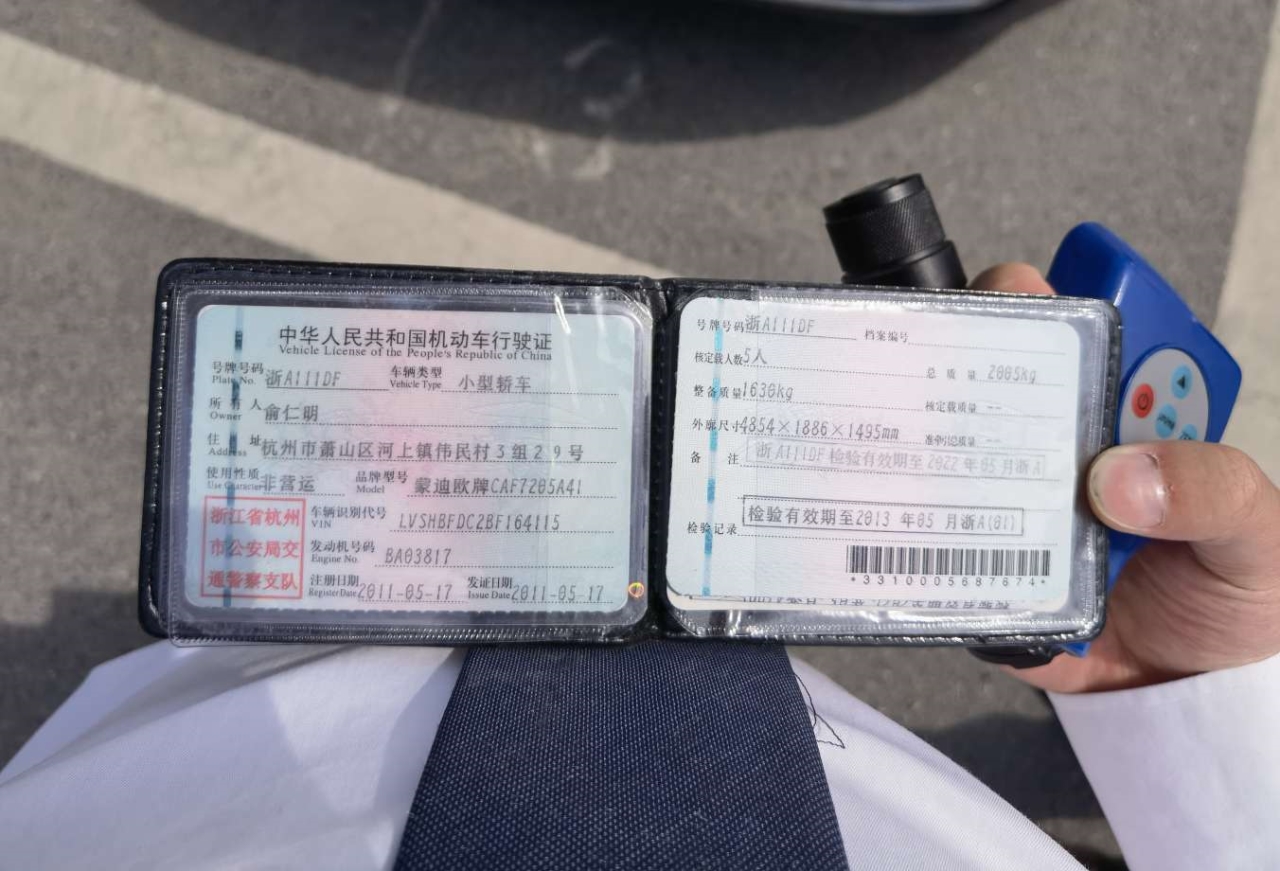 中华人民共和国机动车行驶证
Vehicle License of the People's Republic of China
号牌号码 浙A111DF 车辆类型 小型轿车
Plate No. Vehicle Type
所有人 俞仁明
Owner
住址 杭州市萧山区河上镇伟民村3组29号
Address
使用性质 非营运 品牌型号 蒙迪欧牌CAF7205A41
Use Character Model
浙江省杭州
市公安局交
通警察支队
车辆识别代号 LVSHBFDC2BF164115
VIN
发动机号码 BA03817
Engine No.
注册日期 2011-05-17 发证日期 2011-05-17
Register Date Issue Date
号牌号码 浙A111DF 档案编号
核定载人数 5人 总质量 2005kg
整备质量 1630kg 核定载质量 --
外廓尺寸 4854×1886×1495mm 准牵引总质量 --
备注 浙A111DF 检验有效期至2022年05月浙A
检验记录 检验有效期至2013年05月浙A(01)
*3310005687674*